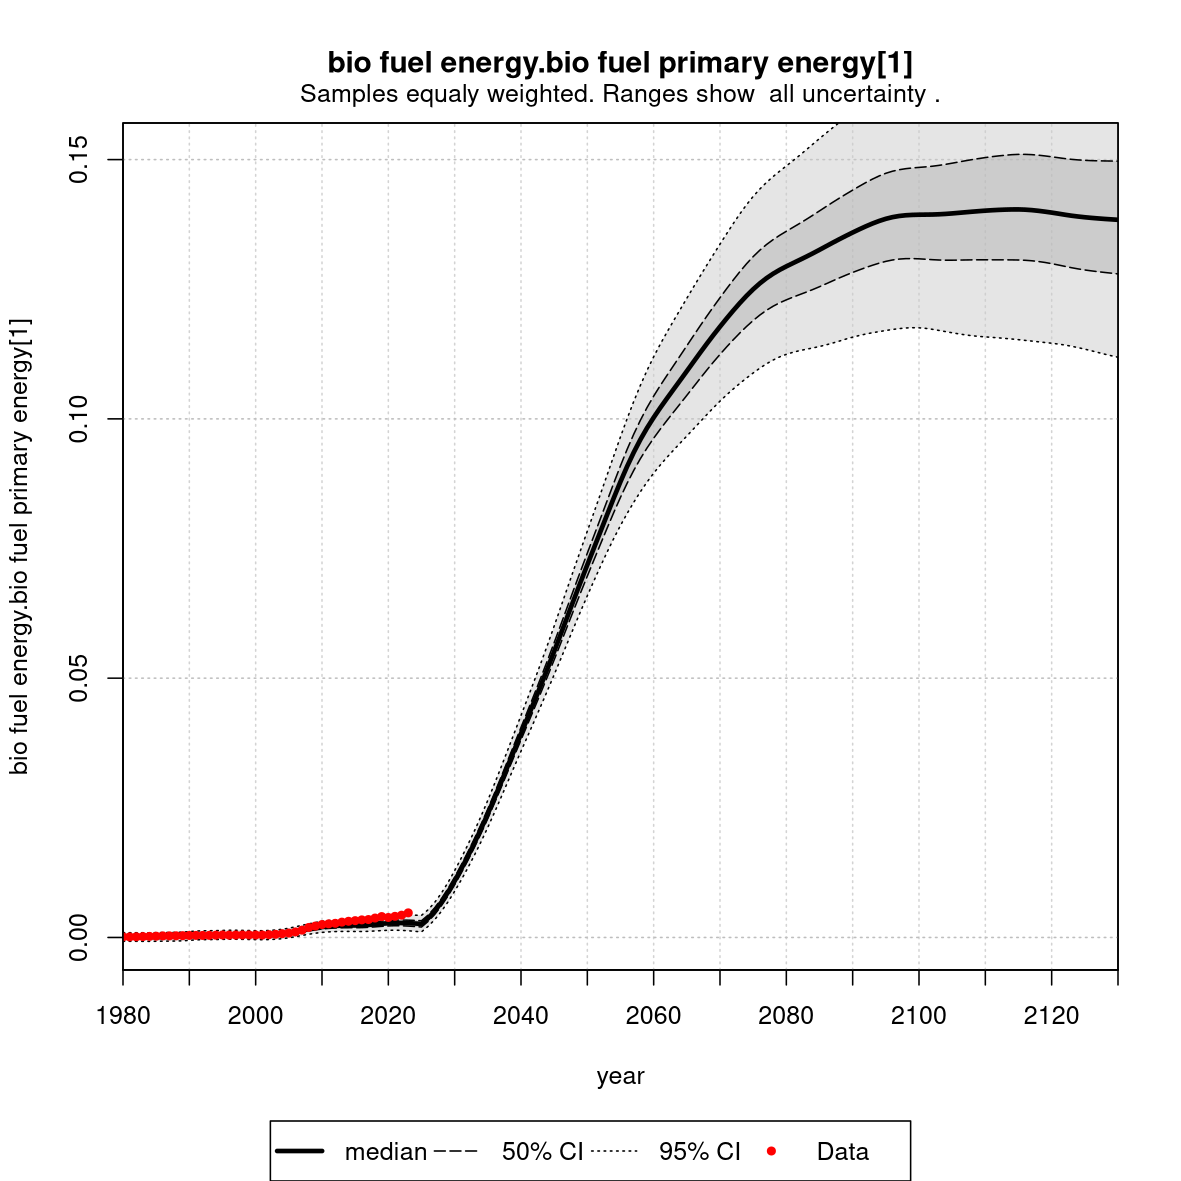 bio fuel energy.bio fuel primary energy[1]
Samples equaly weighted. Ranges show  all uncertainty .
bio fuel energy.bio fuel primary energy[1]
0.15
0.10
0.05
0.00
1980 2000 2020 2040 2060 2080 2100 2120
year
median 50% CI 95% CI Data